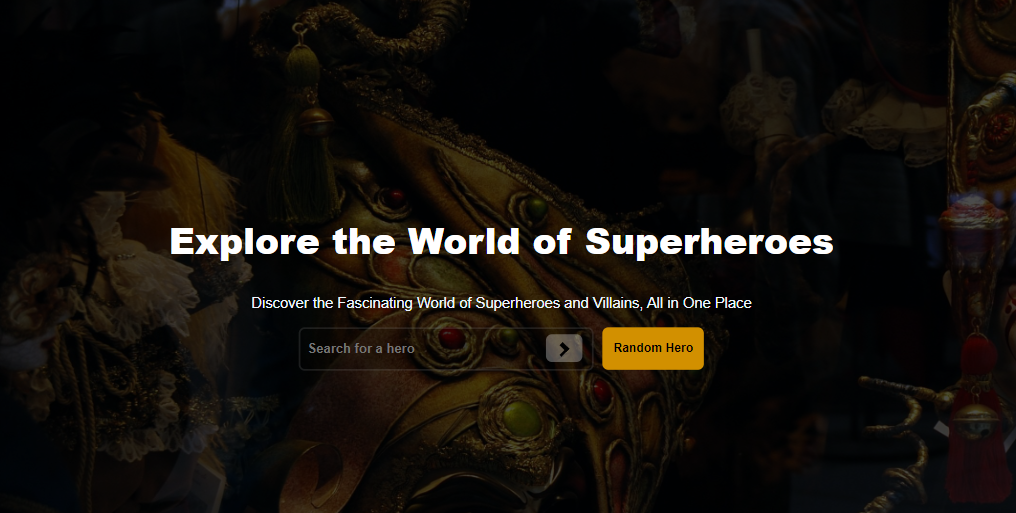 Explore the World of Superheroes
Discover the Fascinating World of Superheroes and Villains, All in One Place
Search for a hero
Random Hero